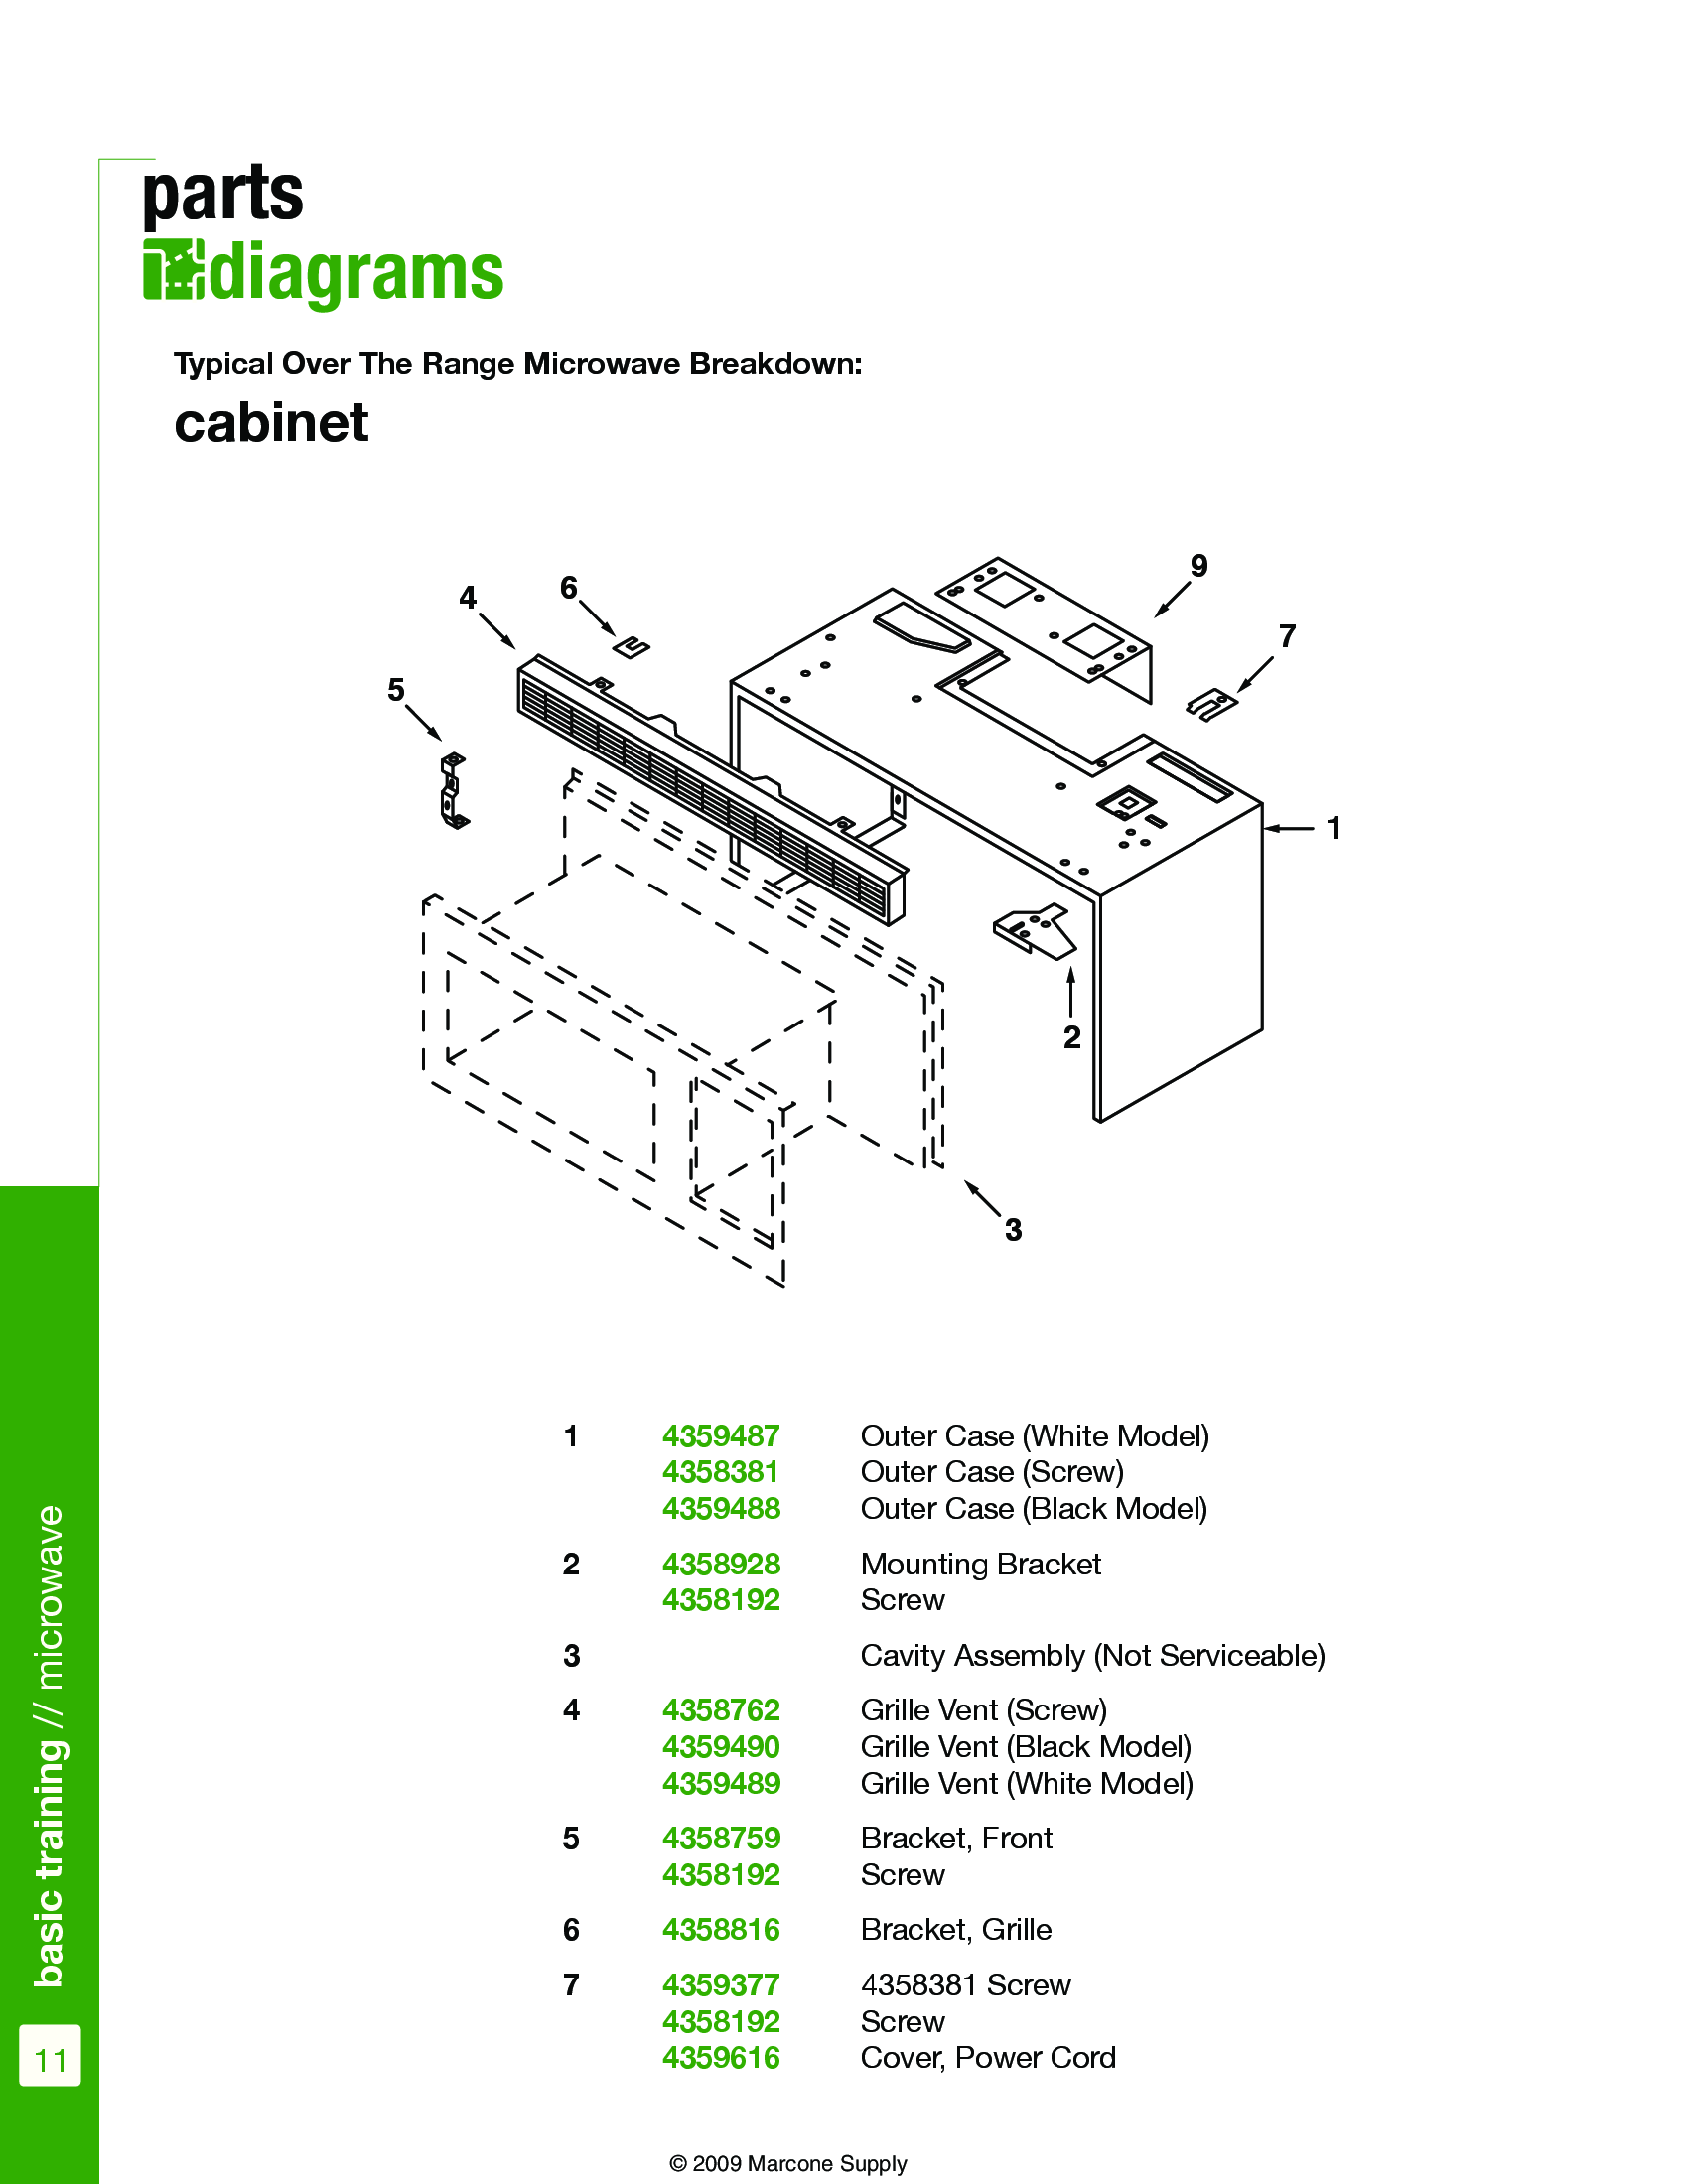 parts
diagrams
Typical Over The Range Microwave Breakdown:
cabinet
9
6
4
7
5
1
2
3
1 4359487 Outer Case (White Model)
4358381 Outer Case (Screw)
4359488 Outer Case (Black Model)
2 4358928 Mounting Bracket
4358192 Screw
3 Cavity Assembly (Not Serviceable)
4 4358762 Grille Vent (Screw)
4359490 Grille Vent (Black Model)
4359489 Grille Vent (White Model)
5 4358759 Bracket, Front
4358192 Screw
6 4358816 Bracket, Grille
7 4359377 4358381 Screw
4358192 Screw
4359616 Cover, Power Cord
basic training // microwave
11
© 2009 Marcone Supply